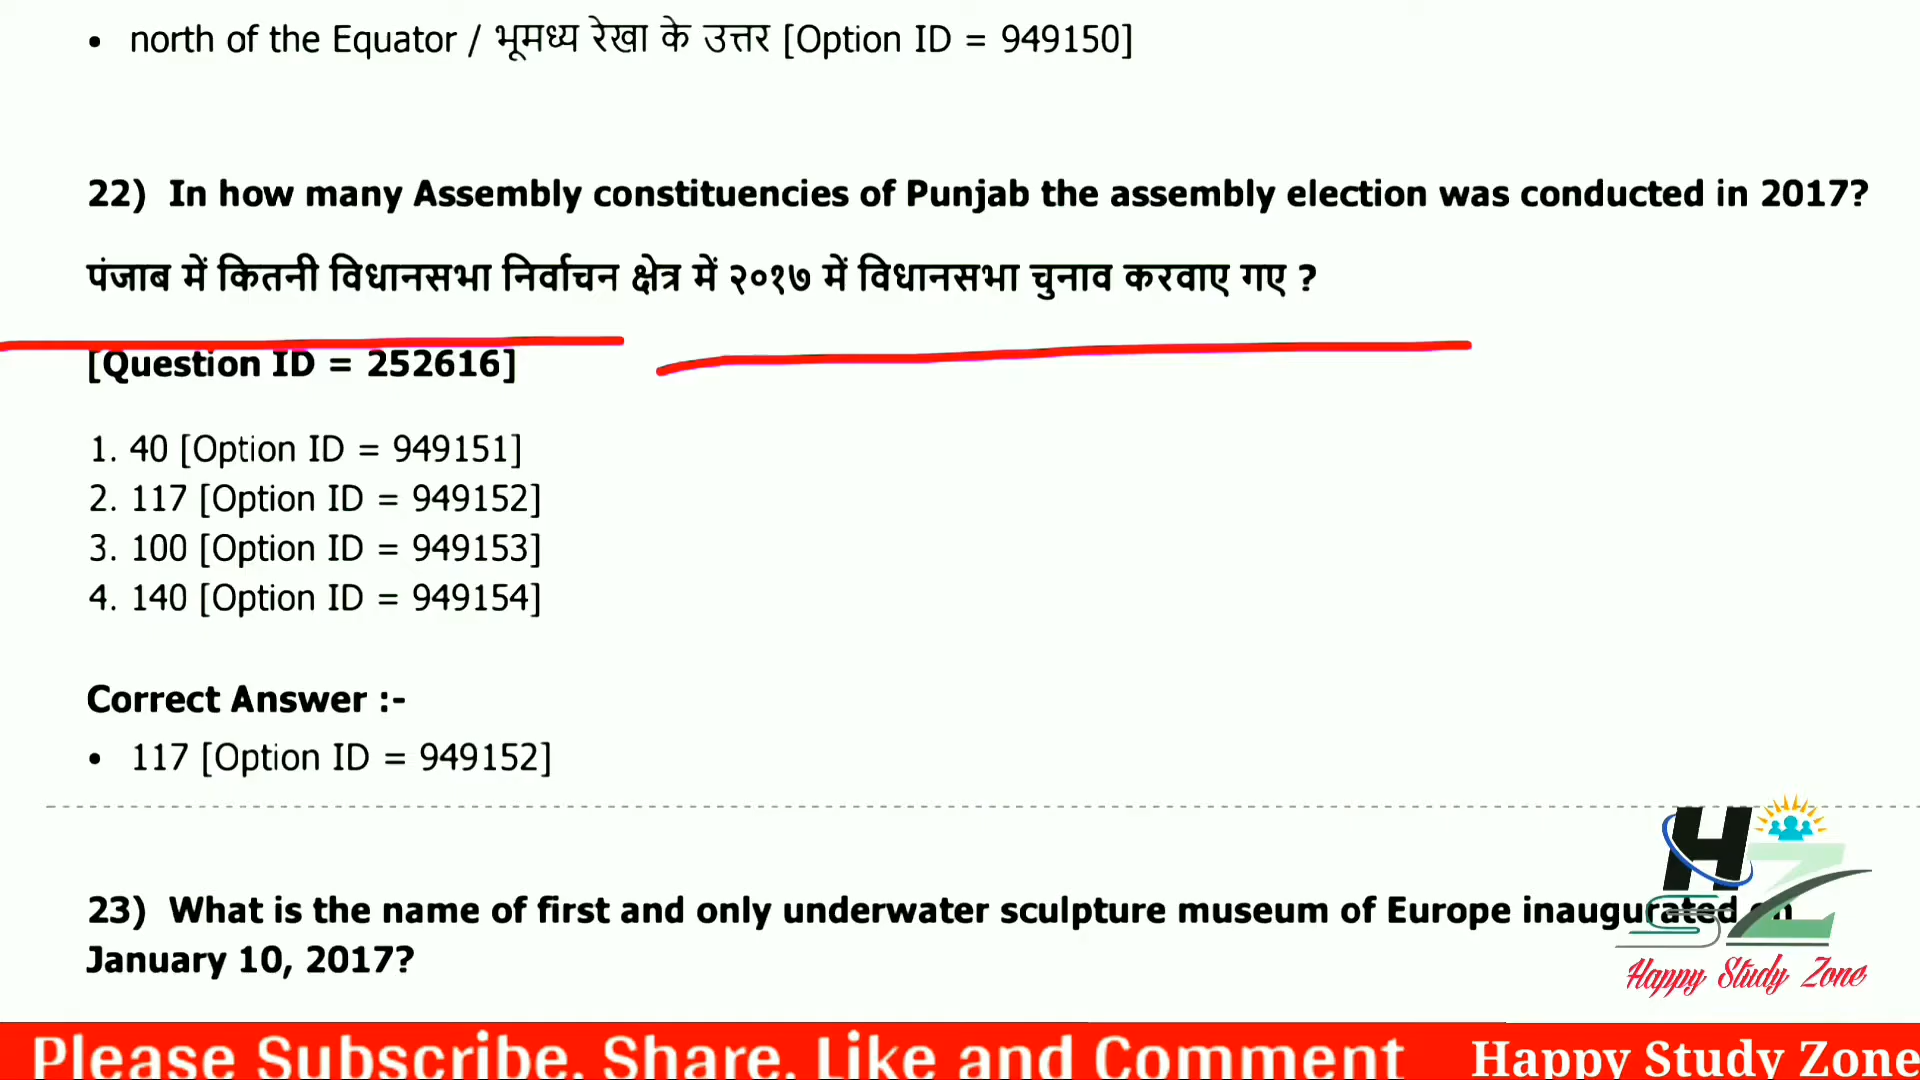 • north of the Equator / भूमध्य रेखा के उत्तर [Option ID = 949150]
22) In how many Assembly constituencies of Punjab the assembly election was conducted in 2017?
पंजाब में कितनी विधानसभा निर्वाचन क्षेत्र में २०१७ में विधानसभा चुनाव करवाए गए ?
[Question ID = 252616]
1. 40 [Option ID = 949151]
2. 117 [Option ID = 949152]
3. 100 [Option ID = 949153]
4. 140 [Option ID = 949154]
Correct Answer :-
• 117 [Option ID = 949152]
23) What is the name of first and only underwater sculpture museum of Europe inaugurated on
January 10, 2017?
HSZ
Happy Study Zone
Please Subscribe, Share, Like and Comment Happy Study Zone